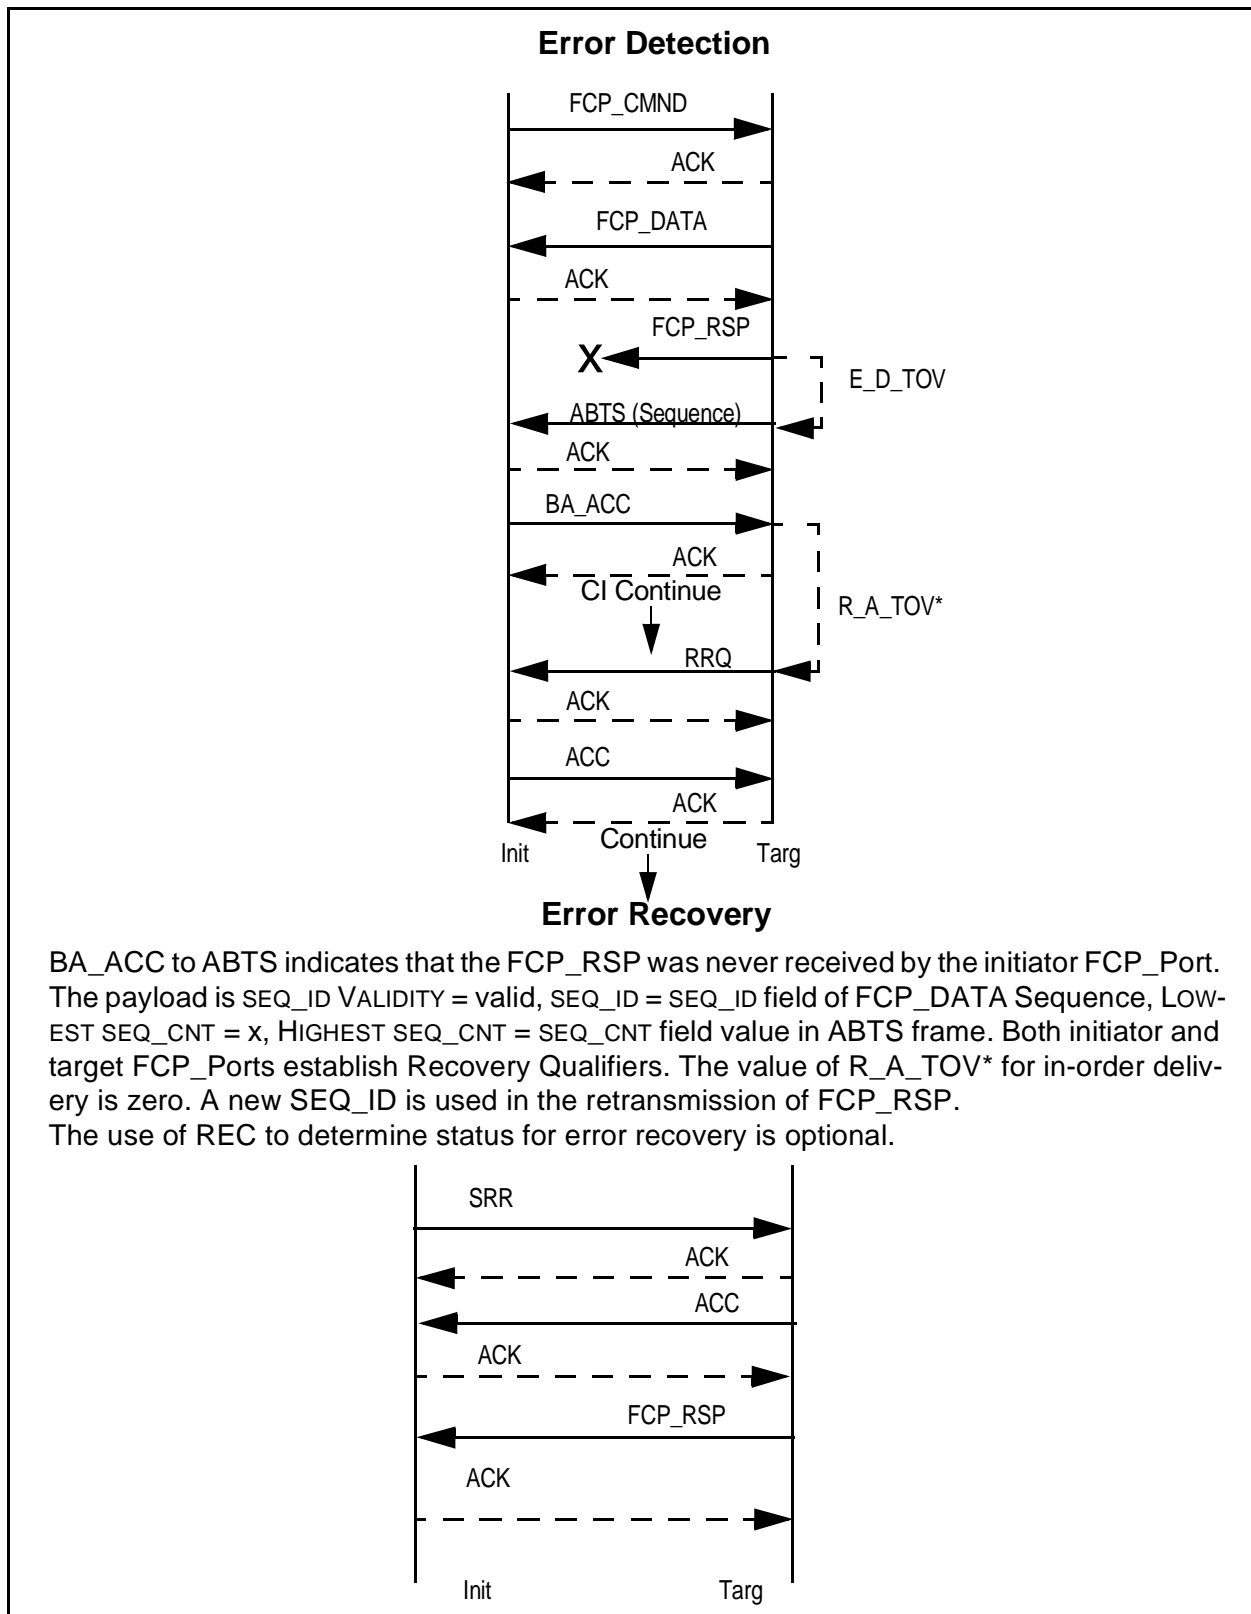 Error Detection
FCP_CMND
ACK
FCP_DATA
ACK
FCP_RSP
X
E_D_TOV
ABTS (Sequence)
ACK
BA_ACC
ACK
CI Continue
R_A_TOV*
RRQ
ACK
ACC
ACK
Continue
Init
Targ
Error Recovery
BA_ACC to ABTS indicates that the FCP_RSP was never received by the initiator FCP_Port.
The payload is SEQ_ID VALIDITY = valid, SEQ_ID = SEQ_ID field of FCP_DATA Sequence, LOW-
EST SEQ_CNT = x, HIGHEST SEQ_CNT = SEQ_CNT field value in ABTS frame. Both initiator and
target FCP_Ports establish Recovery Qualifiers. The value of R_A_TOV* for in-order deliv-
ery is zero. A new SEQ_ID is used in the retransmission of FCP_RSP.
The use of REC to determine status for error recovery is optional.
SRR
ACK
ACC
ACK
FCP_RSP
ACK
Init
Targ